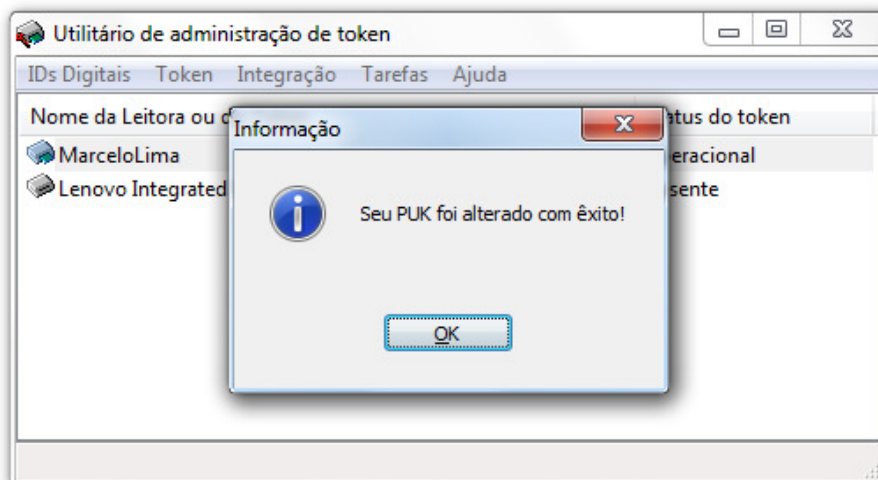 Utilitário de administração de token
IDs Digitais Token Integração Tarefas Ajuda
Nome da Leitora ou atus do token
MarceloLima eracional
Lenovo Integrated sente
Informação
Seu PUK foi alterado com êxito!
OK